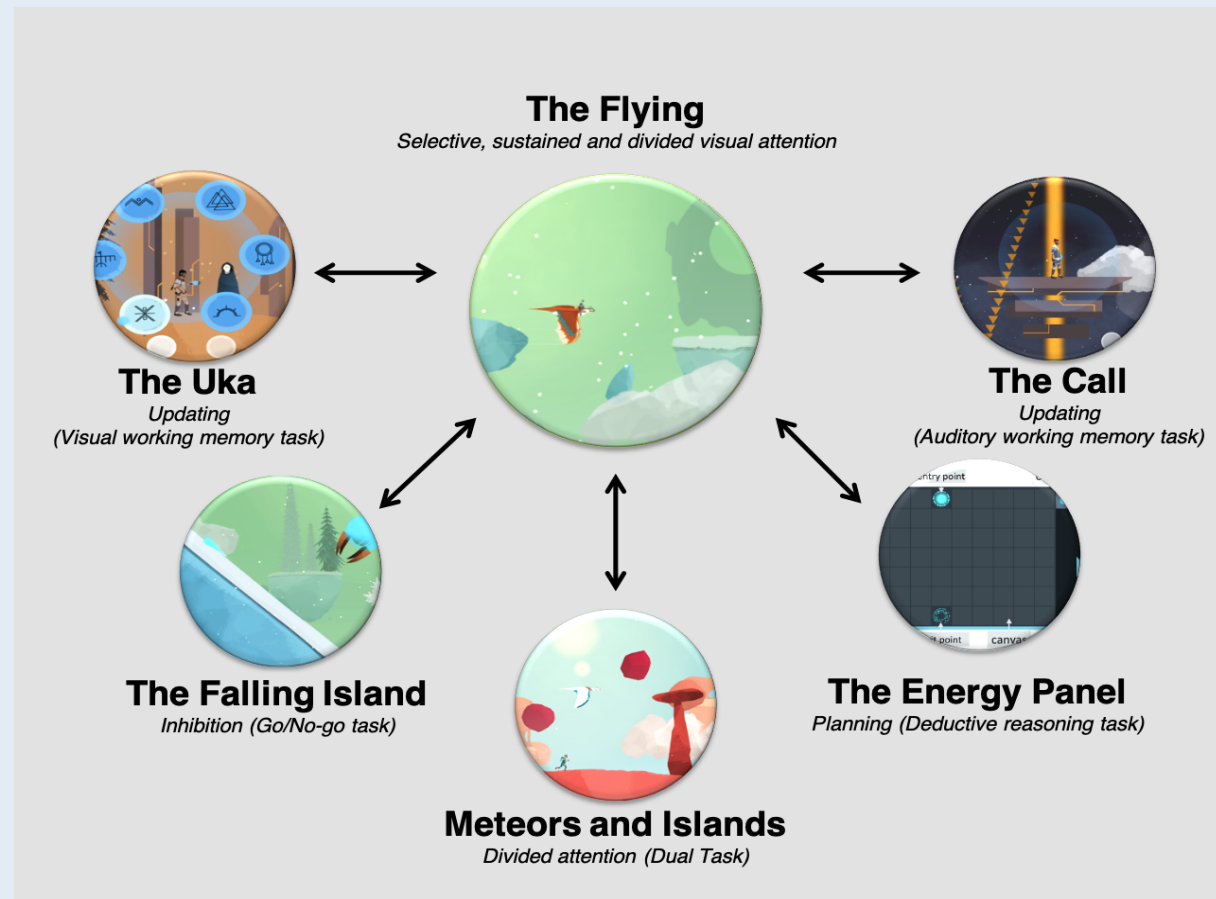 The Flying
Selective, sustained and divided visual attention
The Uka
Updating
(Visual working memory task)
The Call
Updating
(Auditory working memory task)
entry point
point
canvas
The Falling Island
Inhibition (Go/No-go task)
The Energy Panel
Planning (Deductive reasoning task)
Meteors and Islands
Divided attention (Dual Task)